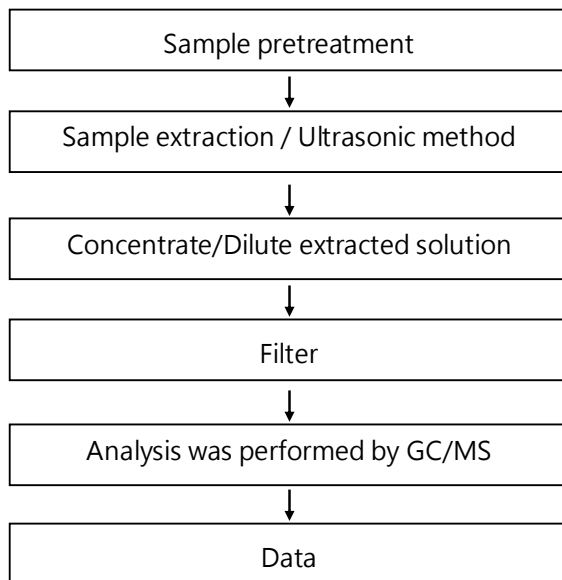 Sample pretreatment
Sample extraction / Ultrasonic method
Concentrate/Dilute extracted solution
Filter
Analysis was performed by GC/MS
Data